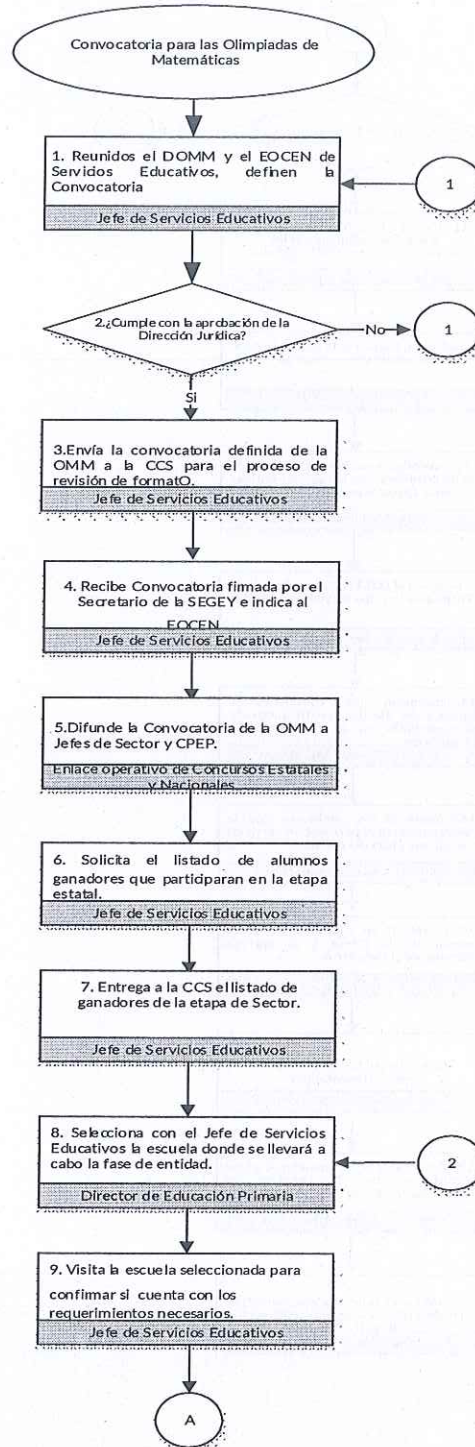 Convocatoria para las Olimpiadas de
Matemáticas
1. Reunidos el DOMM y el EOCEN de
Servicios Educativos, definen la
Convocatoria
1
Jefe de Servicios Educativos
2.¿Cumple con la aprobación de la
Dirección Jurídica?
No
1
Si
3.Envía la convocatoria definida de la
OMM a la CCS para el proceso de
revisión de formatO.
Jefe de Servicios Educativos
4. Recibe Convocatoria firmada por el
Secretario de la SEGEY e indica al
EOCEN
Jefe de Servicios Educativos
5.Difunde la Convocatoria de la OMM a
Jefes de Sector y CPEP.
Enlace operativo de Concursos Estatales
y Nacionales
6. Solicita el listado de alumnos
ganadores que participaran en la etapa
estatal.
Jefe de Servicios Educativos
7. Entrega a la CCS el listado de
ganadores de la etapa de Sector.
Jefe de Servicios Educativos
8. Selecciona con el Jefe de Servicios
Educativos la escuela donde se llevará a
cabo la fase de entidad.
2
Director de Educación Primaria
9. Visita la escuela seleccionada para
confirmar si cuenta con los
requerimientos necesarios.
Jefe de Servicios Educativos
A